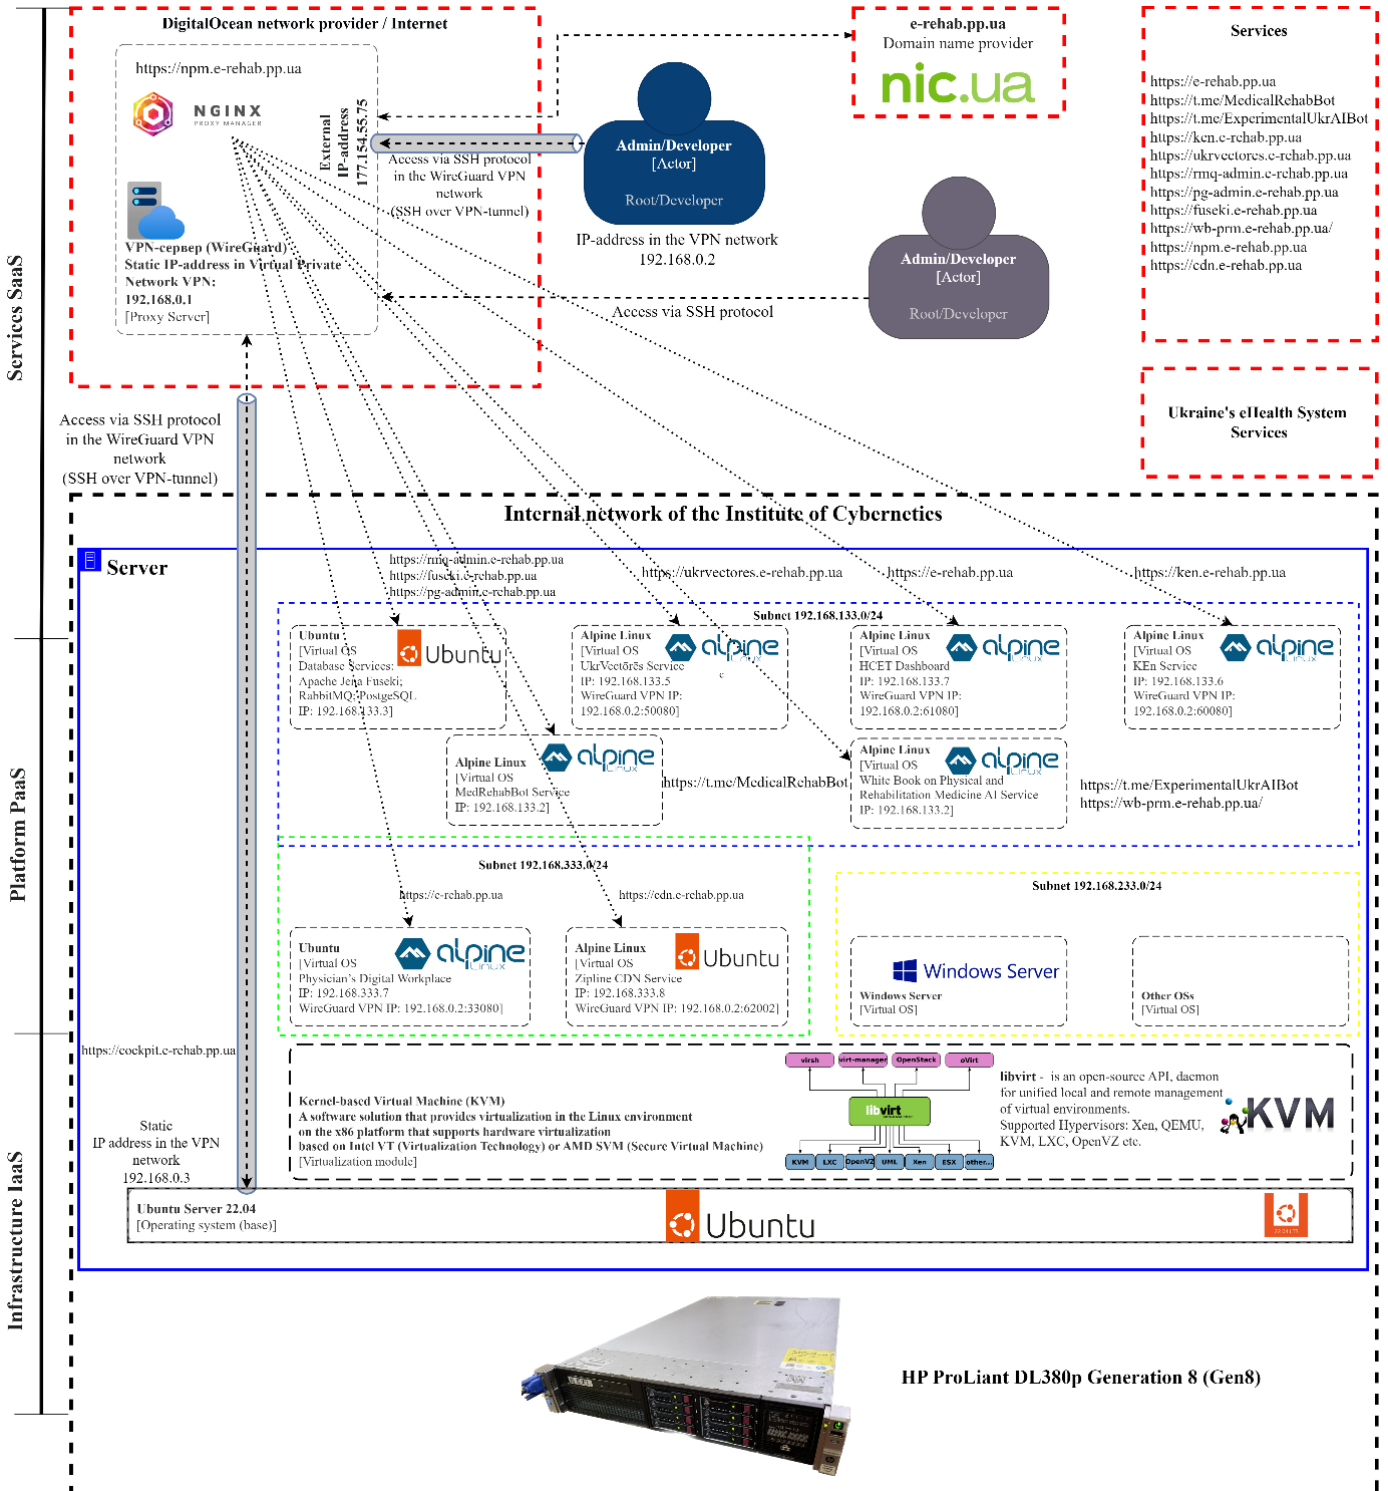 DigitalOcean network provider / Internet
https://npm.e-rehab.pp.ua
NGINX
PROXY MANAGER
External
IP-address
177.154.55.75
VPN-сервер (WireGuard)
Static IP-address in Virtual Private
Network VPN:
192.168.0.1
[Proxy Server]
Access via SSH protocol
in the WireGuard VPN
network
(SSH over VPN-tunnel)
Admin/Developer
[Actor]
Root/Developer
IP-address in the VPN network
192.168.0.2
e-rehab.pp.ua
Domain name provider
nic.ua
Admin/Developer
[Actor]
Root/Developer
Access via SSH protocol
Services
https://e-rehab.pp.ua
https://t.me/MedicalRehabBot
https://t.me/ExperimentalUkrAIBot
https://ken.e-rehab.pp.ua
https://ukrvectores.e-rehab.pp.ua
https://rmq-admin.e-rehab.pp.ua
https://pg-admin.e-rehab.pp.ua
https://fuseki.e-rehab.pp.ua
https://wb-prm.e-rehab.pp.ua/
https://npm.e-rehab.pp.ua
https://cdn.e-rehab.pp.ua
Ukraine's eHealth System
Services
Services SaaS
Access via SSH protocol
in the WireGuard VPN
network
(SSH over VPN-tunnel)
Internal network of the Institute of Cybernetics
Server
https://rmq-admin.e-rehab.pp.ua
https://fuseki.e-rehab.pp.ua
https://pg-admin.e-rehab.pp.ua
https://ukrvectores.e-rehab.pp.ua
https://e-rehab.pp.ua
https://ken.e-rehab.pp.ua
Subnet 192.168.133.0/24
Ubuntu
[Virtual OS
Database Services:
Apache Jena Fuseki;
RabbitMQ; PostgeSQL
IP: 192.168.133.3]
Ubuntu
Alpine Linux
[Virtual OS
UkrVectores Service
IP: 192.168.133.5
WireGuard VPN IP:
192.168.0.2:50080]
alpine
Linux
c
Alpine Linux
[Virtual OS
HCET Dashboard
IP: 192.168.133.7
WireGuard VPN IP:
192.168.0.2:61080]
alpine
Linux
Alpine Linux
[Virtual OS
KEn Service
IP: 192.168.133.6
WireGuard VPN IP:
192.168.0.2:60080]
alpine
Linux
Alpine Linux
[Virtual OS
MedRehabBot Service
IP: 192.168.133.2]
alpine
Linux
https://t.me/MedicalRehabBot
Alpine Linux
[Virtual OS
White Book on Physical and
Rehabilitation Medicine AI Service
IP: 192.168.133.2]
alpine
Linux
https://t.me/ExperimentalUkrAIBot
https://wb-prm.e-rehab.pp.ua/
Platform PaaS
Subnet 192.168.333.0/24
https://e-rehab.pp.ua
https://cdn.e-rehab.pp.ua
Ubuntu
[Virtual OS
Physician's Digital Workplace
IP: 192.168.333.7
WireGuard VPN IP: 192.168.0.2:33080]
alpine
Linux
Alpine Linux
[Virtual OS
Zipline CDN Service
IP: 192.168.333.8
WireGuard VPN IP: 192.168.0.2:62002]
Ubuntu
Subnet 192.168.233.0/24
Windows Server
Windows Server
[Virtual OS]
Other OSs
[Virtual OS]
https://cockpit.e-rehab.pp.ua
Static
IP address in the VPN
network
192.168.0.3
Kernel-based Virtual Machine (KVM)
A software solution that provides virtualization in the Linux environment
on the x86 platform that supports hardware virtualization
based on Intel VT (Virtualization Technology) or AMD SVM (Secure Virtual Machine)
[Virtualization module]
virsh
virt-manager
OpenStack
oVirt
libvirt
KVM
LXC
OpenVZ
UML
Xen
ESX
other...
libvirt - is an open-source API, daemon
for unified local and remote management
of virtual environments.
Supported Hypervisors: Xen, QEMU,
KVM, LXC, OpenVZ etc.
KVM
Infrastructure IaaS
Ubuntu Server 22.04
[Operating system (base)]
Ubuntu
HP ProLiant DL380p Generation 8 (Gen8)